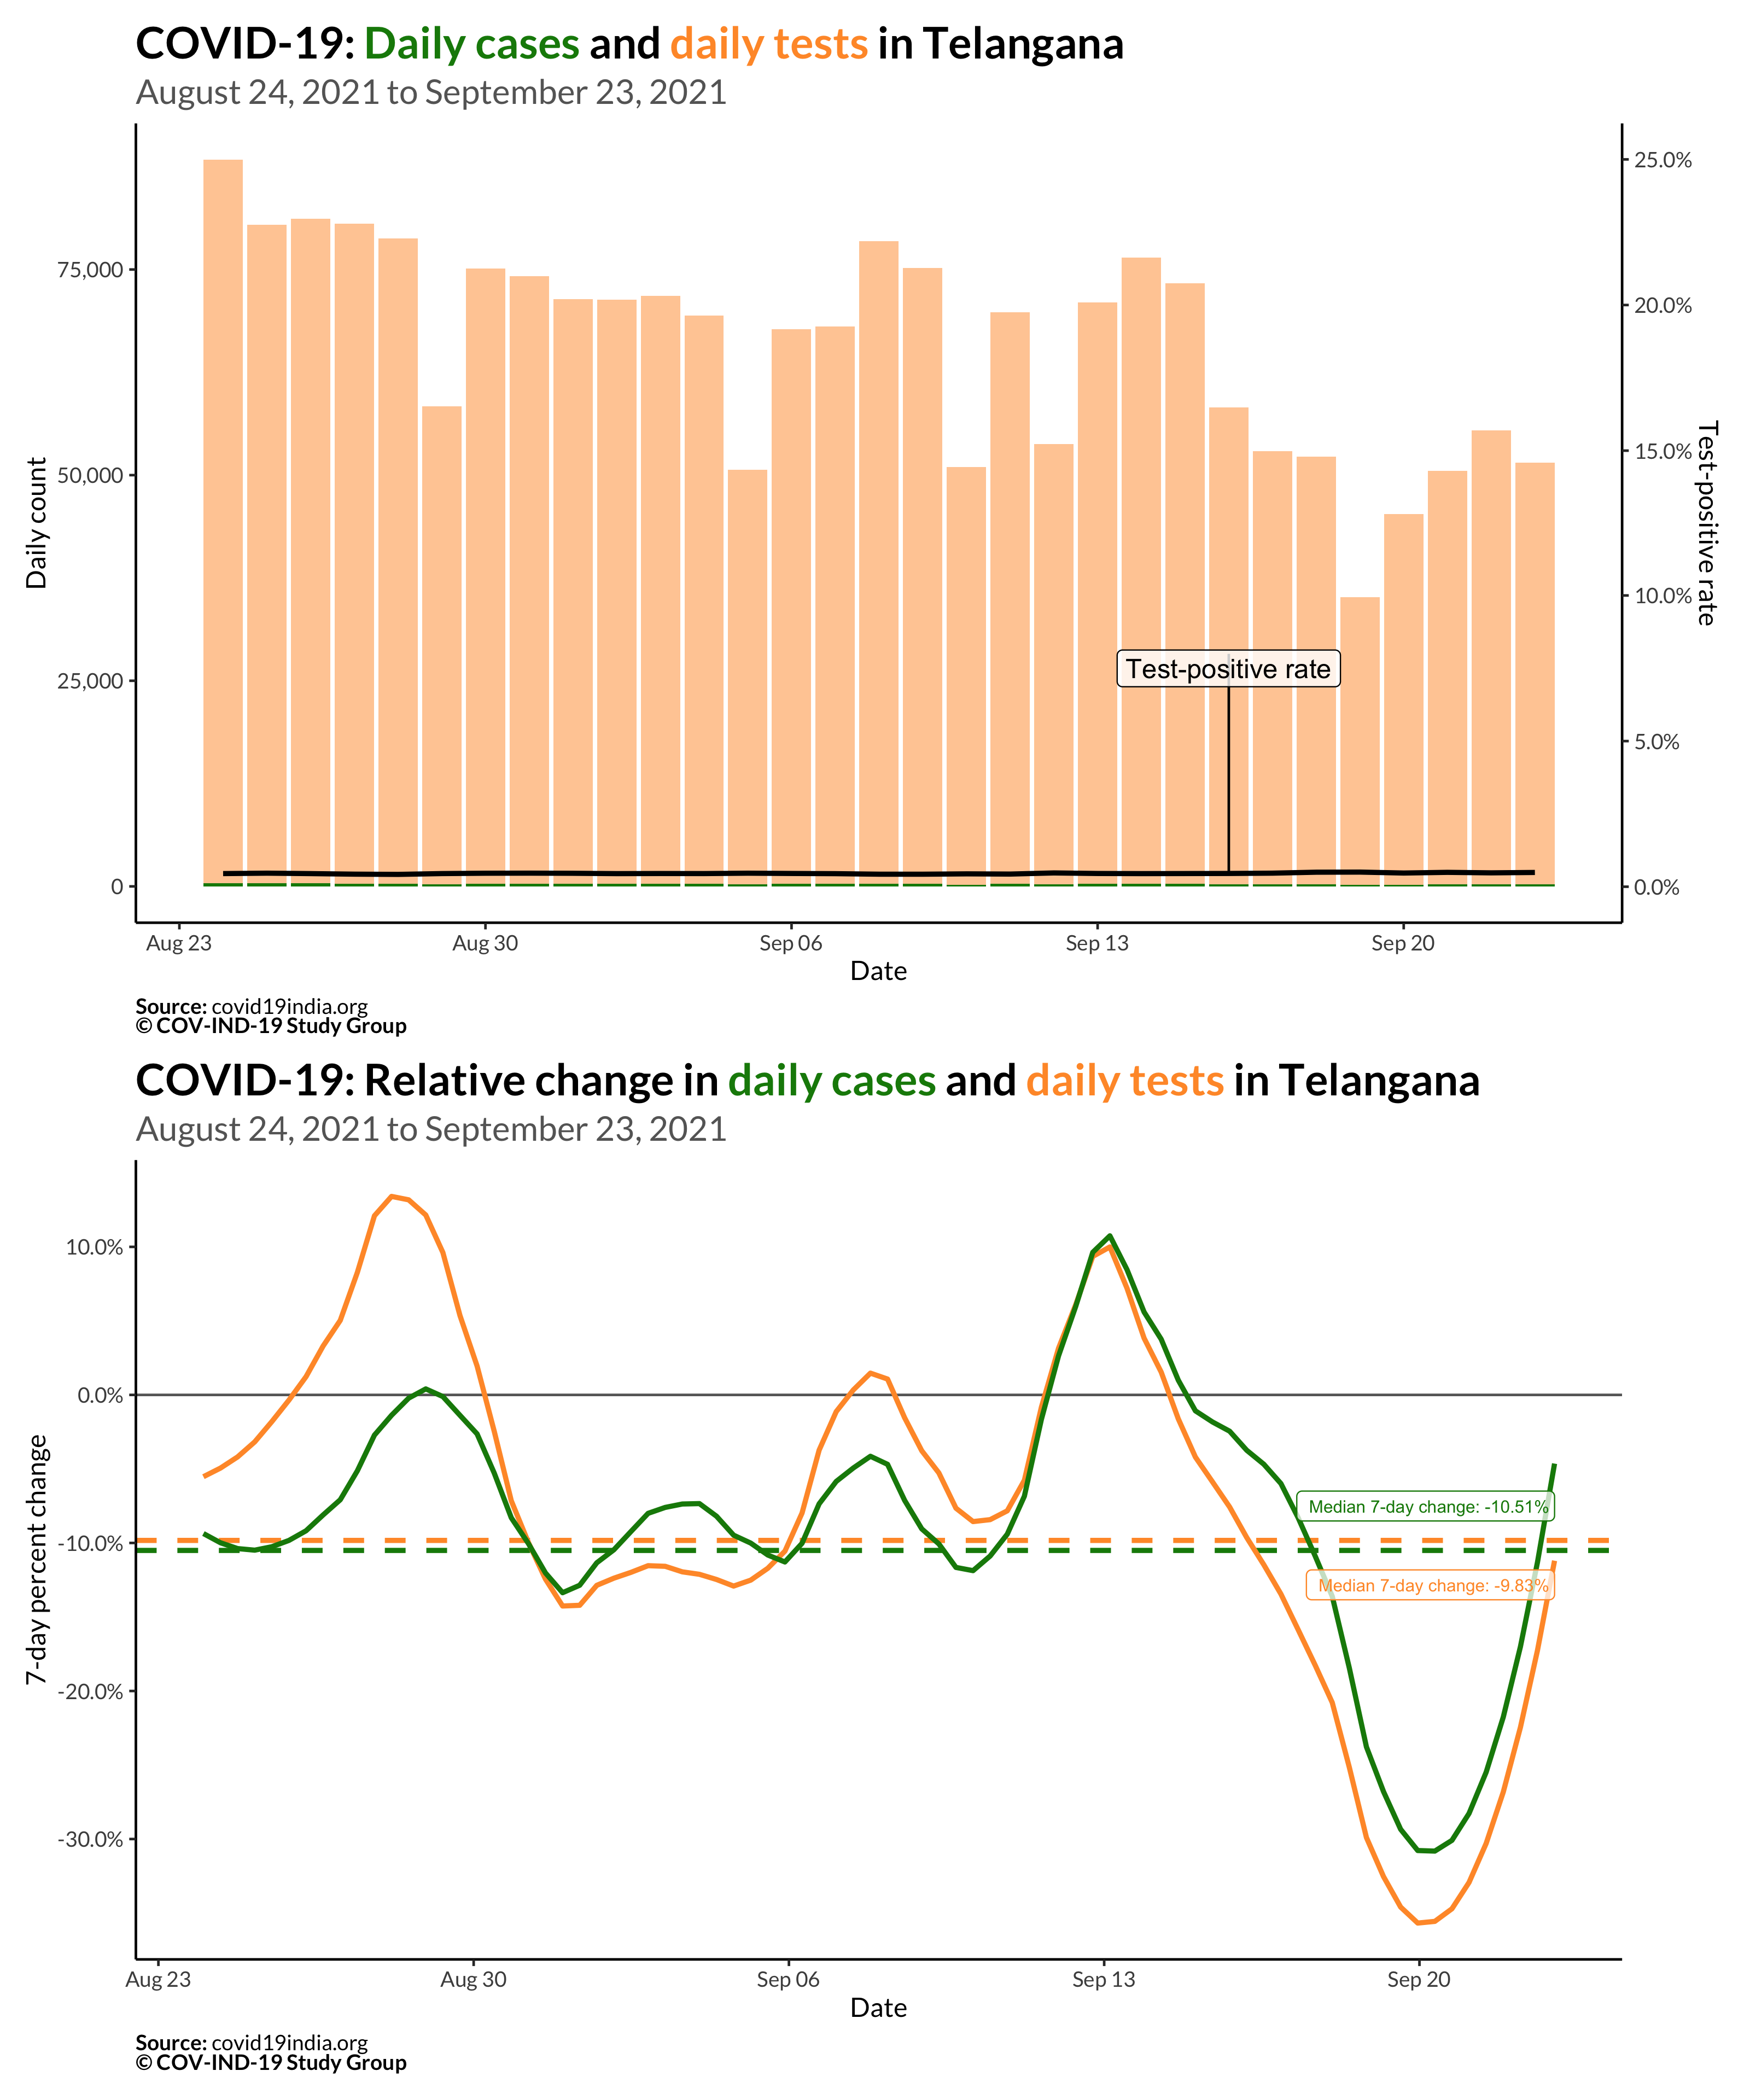 COVID-19: Daily cases and daily tests in Telangana
August 24, 2021 to September 23, 2021
25.0%
75,000
20.0%
15.0%
50,000
Daily count
Test-positive rate
10.0%
Test-positive rate
25,000
5.0%
0
0.0%
Aug 23
Aug 30
Sep 06
Sep 13
Sep 20
Date
Source: covid19india.org
© COV-IND-19 Study Group
COVID-19: Relative change in daily cases and daily tests in Telangana
August 24, 2021 to September 23, 2021
10.0%
0.0%
7-day percent change
Median 7-day change: -10.51%
-10.0%
Median 7-day change: -9.83%
-20.0%
-30.0%
Aug 23
Aug 30
Sep 06
Sep 13
Sep 20
Date
Source: covid19india.org
© COV-IND-19 Study Group